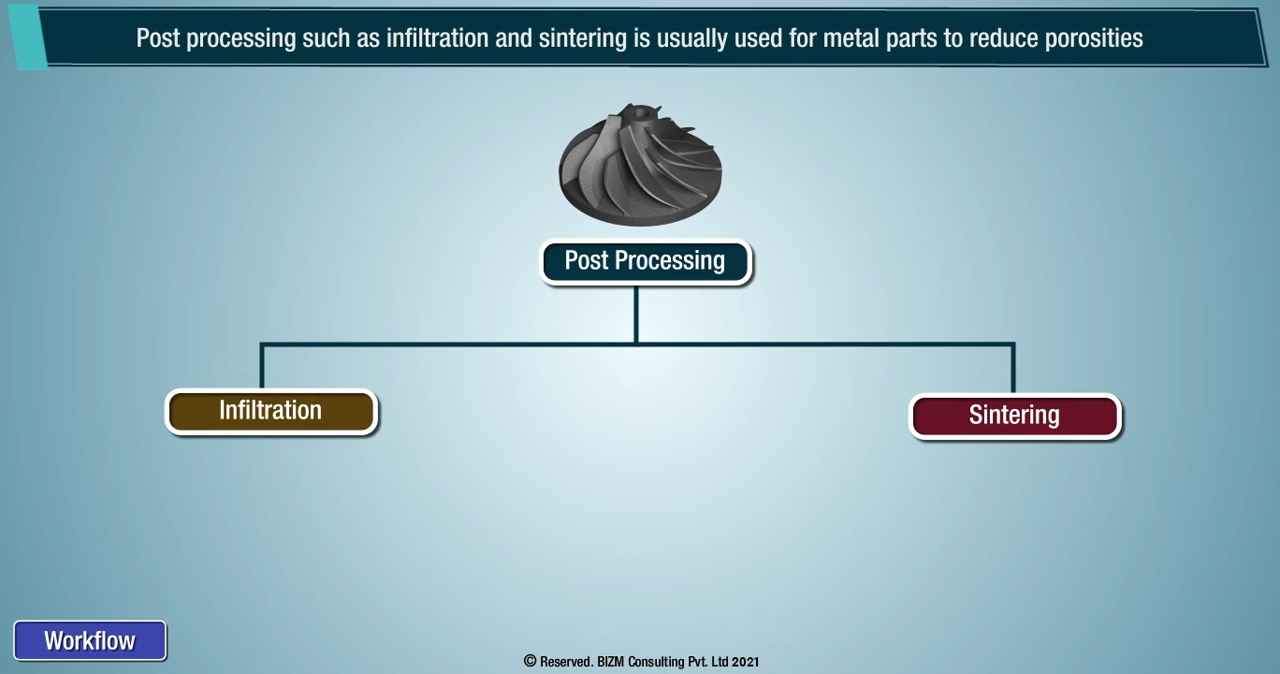 Post processing such as infiltration and sintering is usually used for metal parts to reduce porosities
Post Processing
Infiltration
Sintering
Workflow
© Reserved. BIZM Consulting Pvt. Ltd 2021